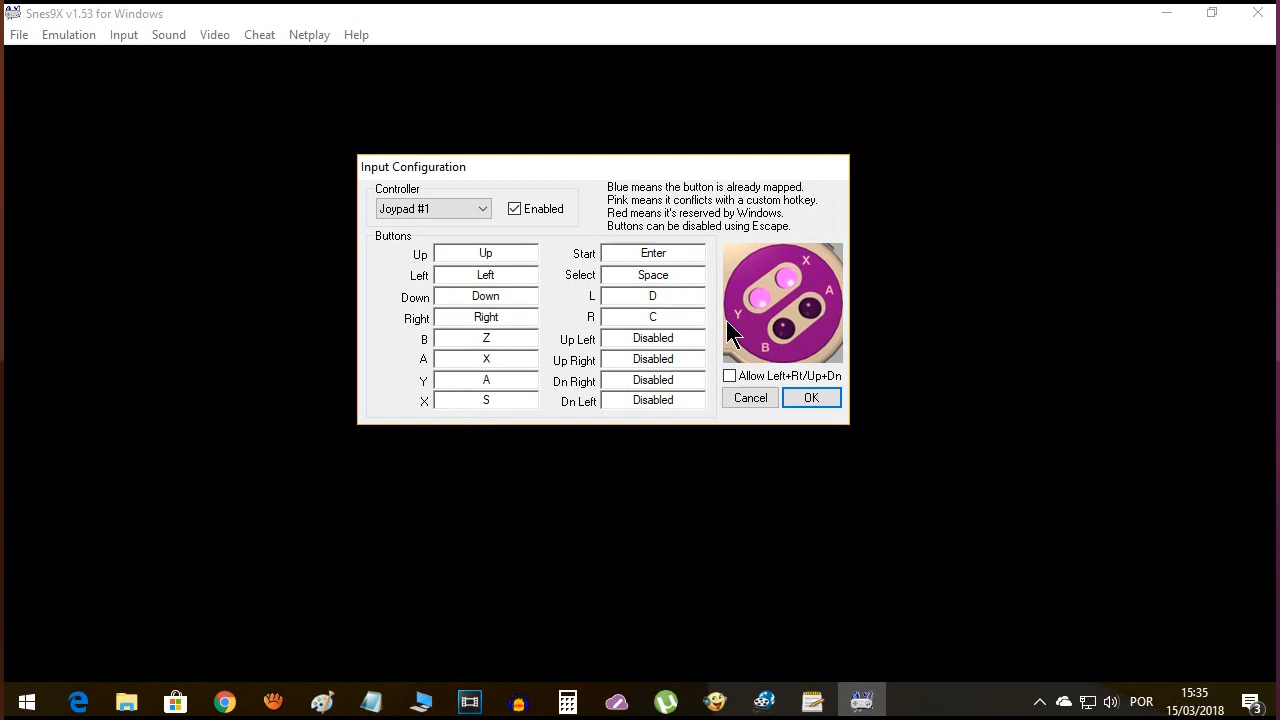 Snes9X v1.53 for Windows
File Emulation Input Sound Video Cheat Netplay Help
Input Configuration
Controller
Joypad #1
Enabled
Blue means the button is already mapped.
Pink means it conflicts with a custom hotkey.
Red means it's reserved by Windows.
Buttons can be disabled using Escape.
Buttons
Up Up Start Enter
Left Left Select Space
Down Down L D
Right Right R C
B Z Up Left Disabled
A X Up Right Disabled
Y A Dn Right Disabled
X S Dn Left Disabled
X
A
Y
B
Allow Left+Rt/Up+Dn
Cancel OK
POR
15:35
15/03/2018
3